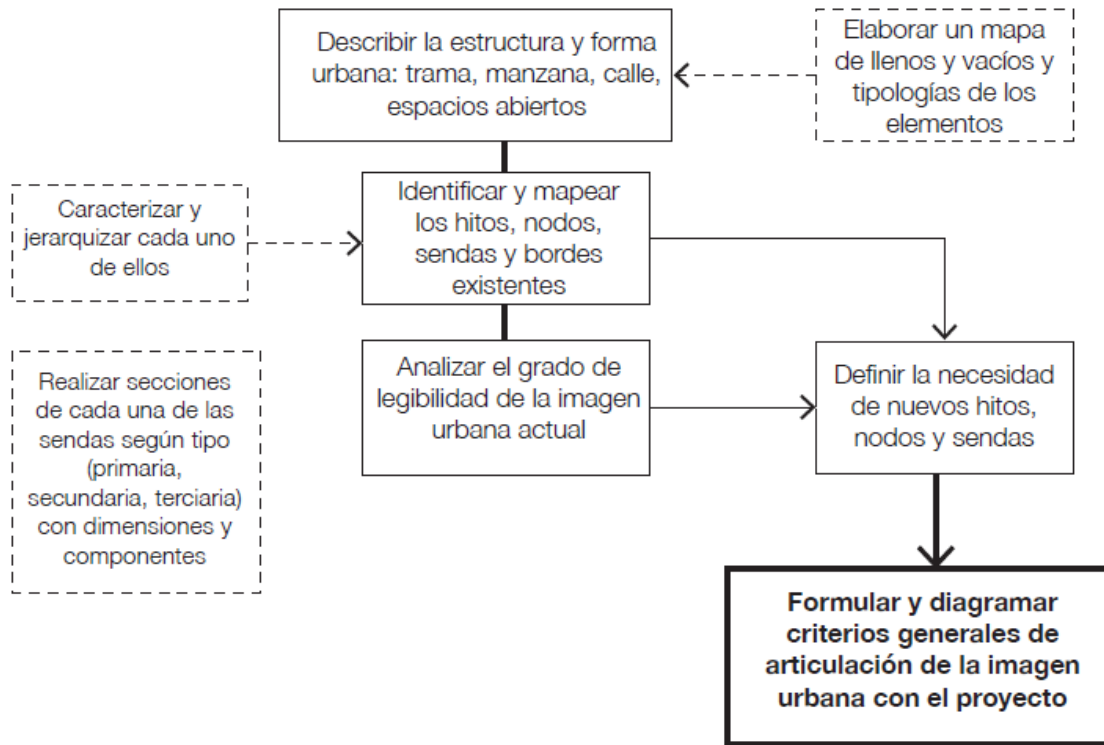 Describir la estructura y forma
urbana: trama, manzana, calle,
espacios abiertos
Elaborar un mapa
de llenos y vacíos y
tipologías de los
elementos
Caracterizar y
jerarquizar cada uno
de ellos
Identificar y mapear
los hitos, nodos,
sendas y bordes
existentes
Realizar secciones
de cada una de las
sendas según tipo
(primaria,
secundaria, terciaria)
con dimensiones y
componentes
Analizar el grado de
legibilidad de la imagen
urbana actual
Definir la necesidad
de nuevos hitos,
nodos y sendas
Formular y diagramar
criterios generales de
articulación de la imagen
urbana con el proyecto